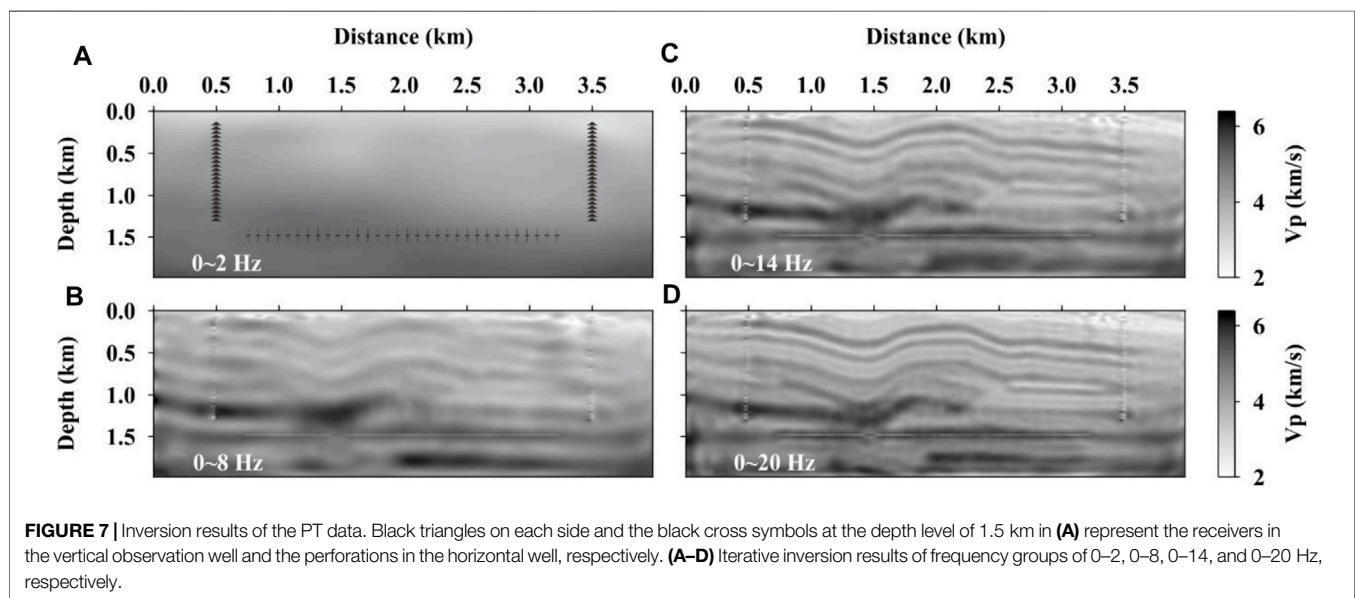 Distance (km)
A
0.0 0.5 1.0 1.5 2.0 2.5 3.0 3.5
0.0
0.5
1.0
1.5
Depth (km)
0~2 Hz
B
0.0
0.5
1.0
1.5
Depth (km)
0~8 Hz
Distance (km)
C
0.0 0.5 1.0 1.5 2.0 2.5 3.0 3.5
0~14 Hz
6
4
2
Vp (km/s)
D
0~20 Hz
6
4
2
Vp (km/s)
FIGURE 7 | Inversion results of the PT data. Black triangles on each side and the black cross symbols at the depth level of 1.5 km in (A) represent the receivers in
the vertical observation well and the perforations in the horizontal well, respectively. (A–D) Iterative inversion results of frequency groups of 0–2, 0–8, 0–14, and 0–20 Hz,
respectively.